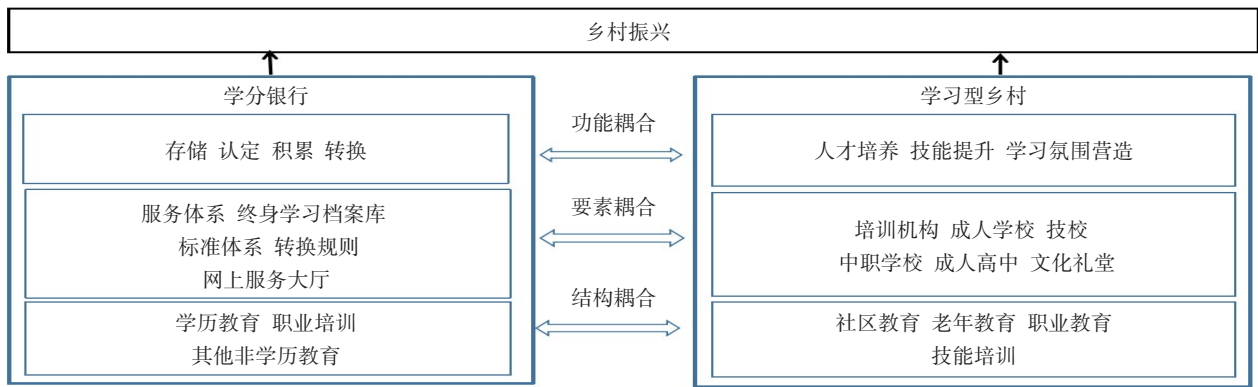 乡村振兴
学分银行
存储 认定 积累 转换
服务体系 终身学习档案库
标准体系 转换规则
网上服务大厅
学历教育 职业培训
其他非学历教育
功能耦合
要素耦合
结构耦合
学习型乡村
人才培养 技能提升 学习氛围营造
培训机构 成人学校 技校
中职学校 成人高中 文化礼堂
社区教育 老年教育 职业教育
技能培训